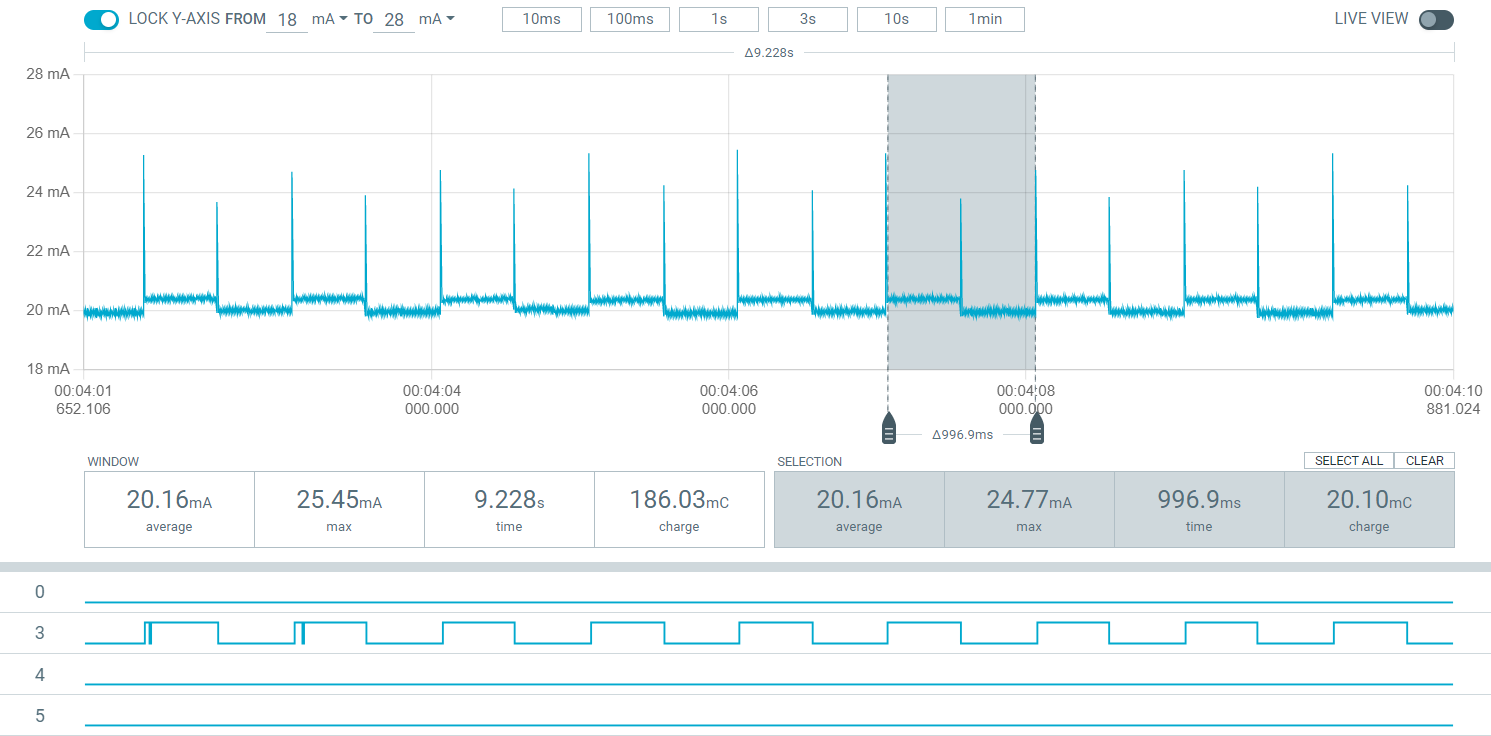 LOCK Y-AXIS FROM 18 mA TO 28 mA 10ms 100ms 1s 3s 10s 1min LIVE VIEW
Δ9.228s
28 mA
26 mA
24 mA
22 mA
20 mA
18 mA
00:04:01 00:04:04 00:04:06 00:04:08 00:04:10
652.106 000.000 000.000 000.000 881.024
Δ996.9ms
WINDOW SELECTION SELECT ALL CLEAR
20.16mA 25.45mA 9.228s 186.03mC 20.16mA 24.77mA 996.9ms 20.10mC
average max time charge average max time charge
0
3
4
5